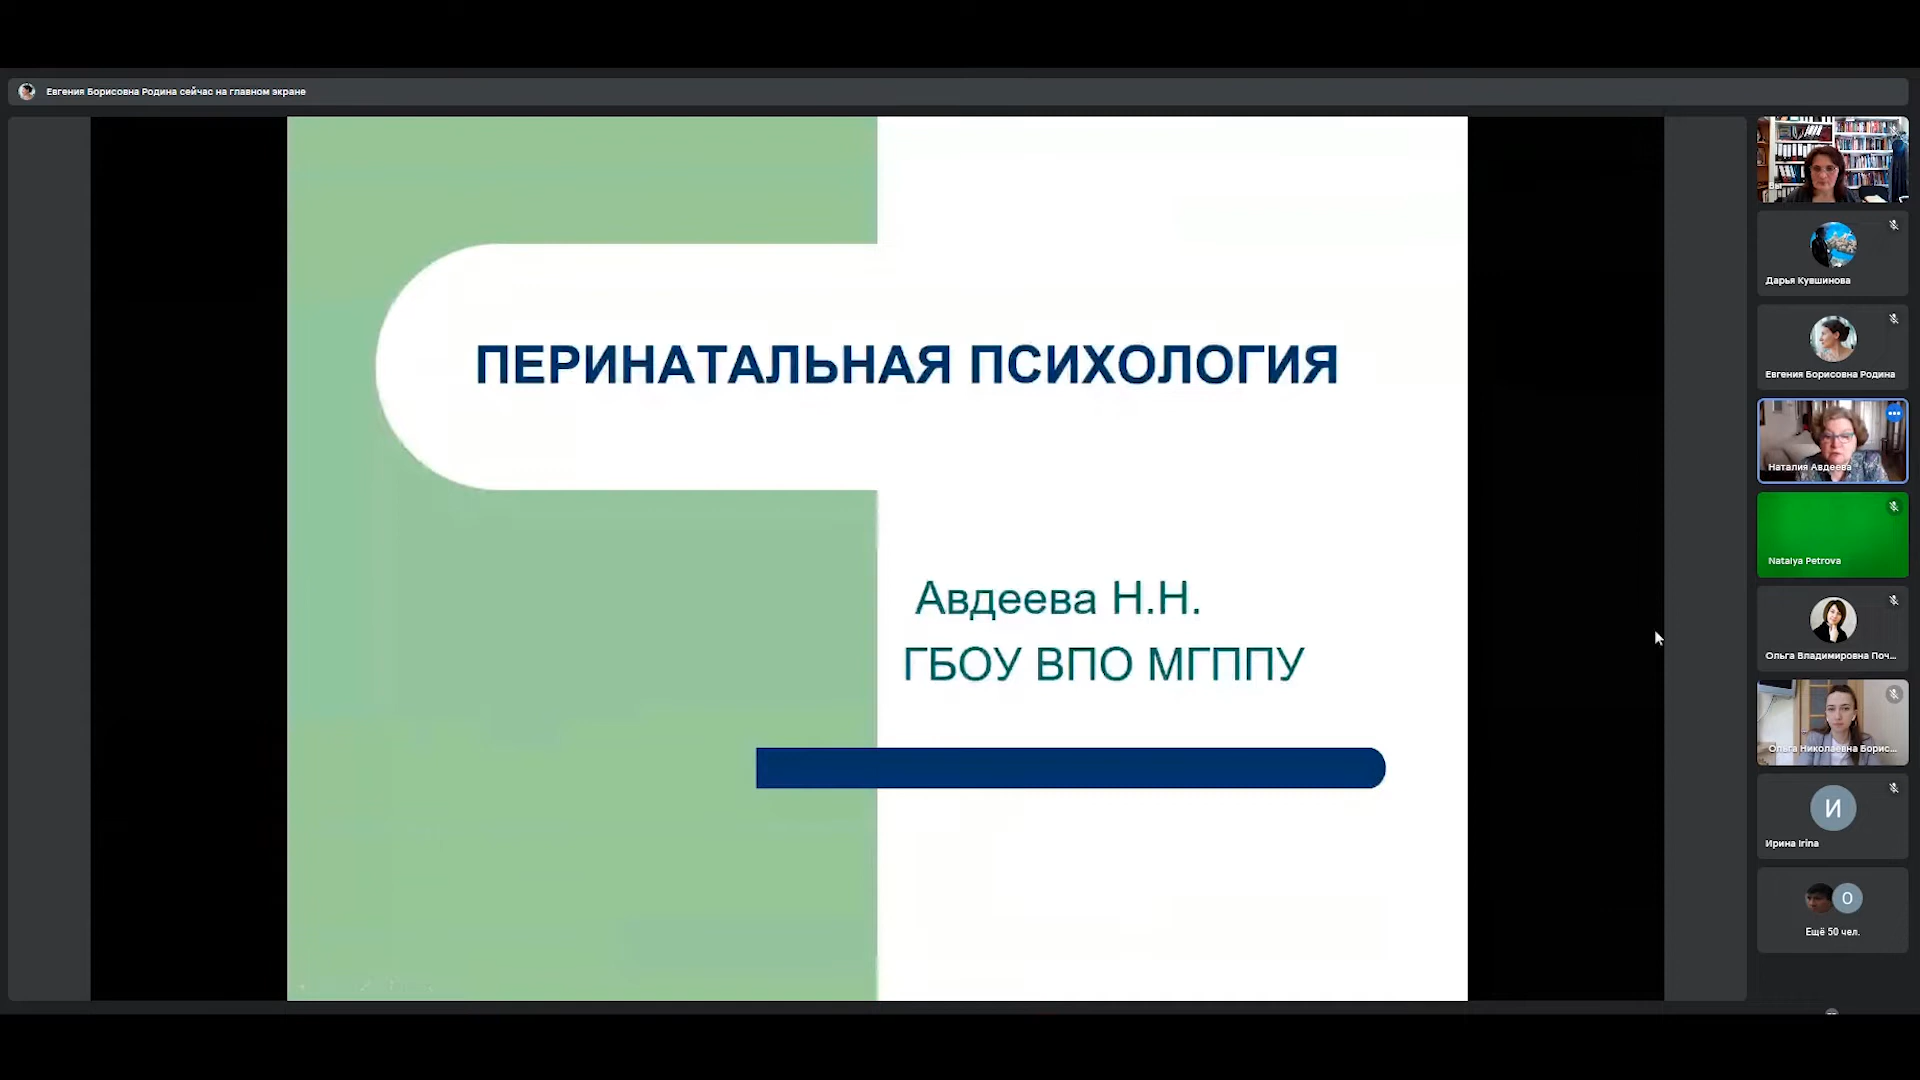 Евгения Борисовна Родина сейчас на главном экране
ПЕРИНАТАЛЬНАЯ ПСИХОЛОГИЯ
Авдеева Н.Н.
ГБОУ ВПО МГППУ
Вы
Дарья Кувшинова
Евгения Борисовна Родина
Наталия Авдеева
Natalya Petrova
Ольга Владимировна Поч...
Ольга Николаевна Борис...
И
Ирина Irina
О
Ещё 50 чел.